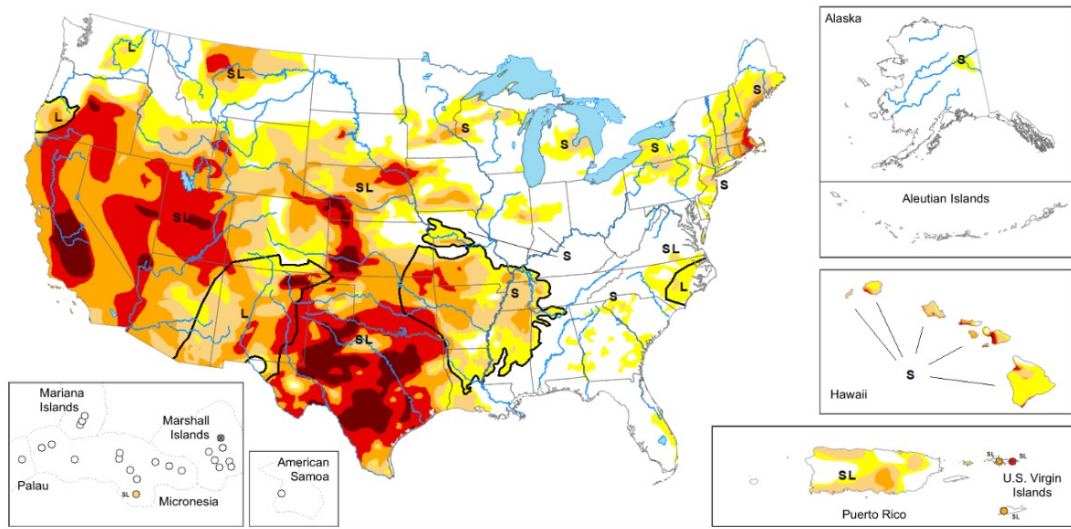 L
SL
L
S
S
S
S
S
SL
SL
SL
S
SL
L
L
S
S
SL
Alaska
S
Aleutian Islands
S
Hawaii
Mariana
Islands
Marshall
Islands
Palau
SL
Micronesia
American
Samoa
SL
SL
SL
U.S. Virgin
Islands
SL
Puerto Rico